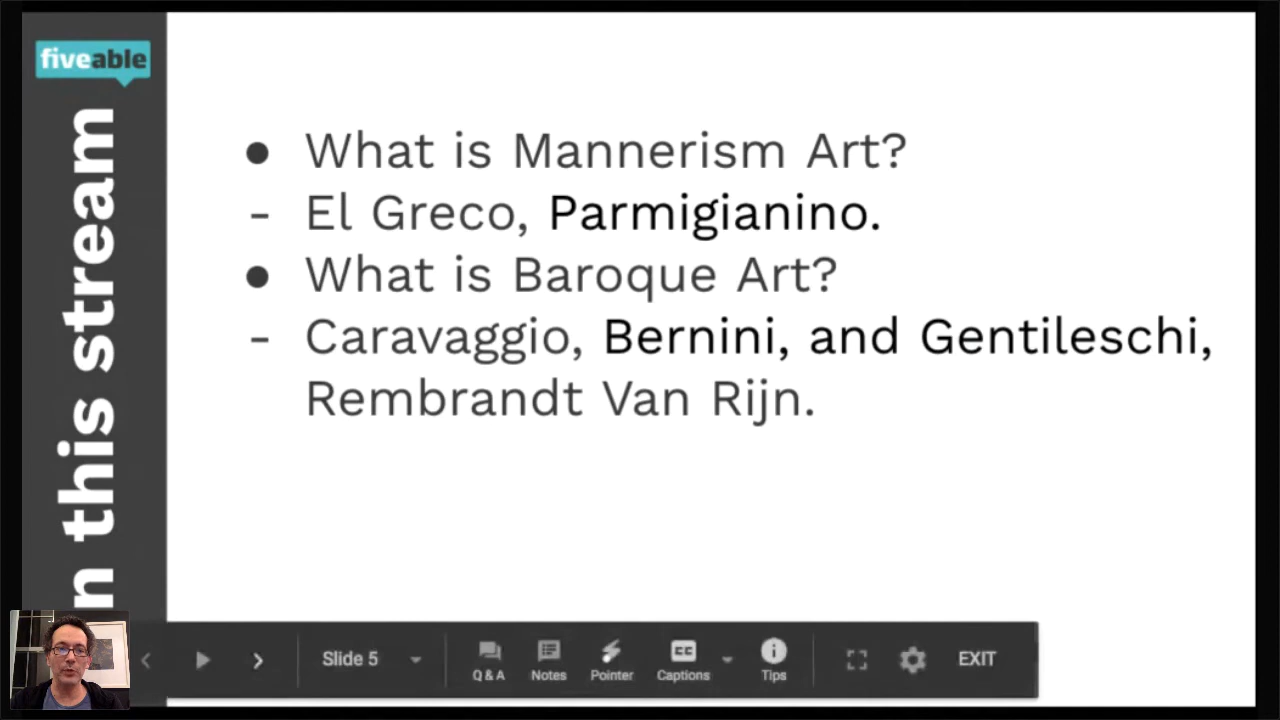 fiveable
n this stream
● What is Mannerism Art?
- El Greco, Parmigianino.
● What is Baroque Art?
- Caravaggio, Bernini, and Gentileschi,
Rembrandt Van Rijn.
Slide 5
Q & A
Notes
Pointer
CC
Captions
Tips
EXIT